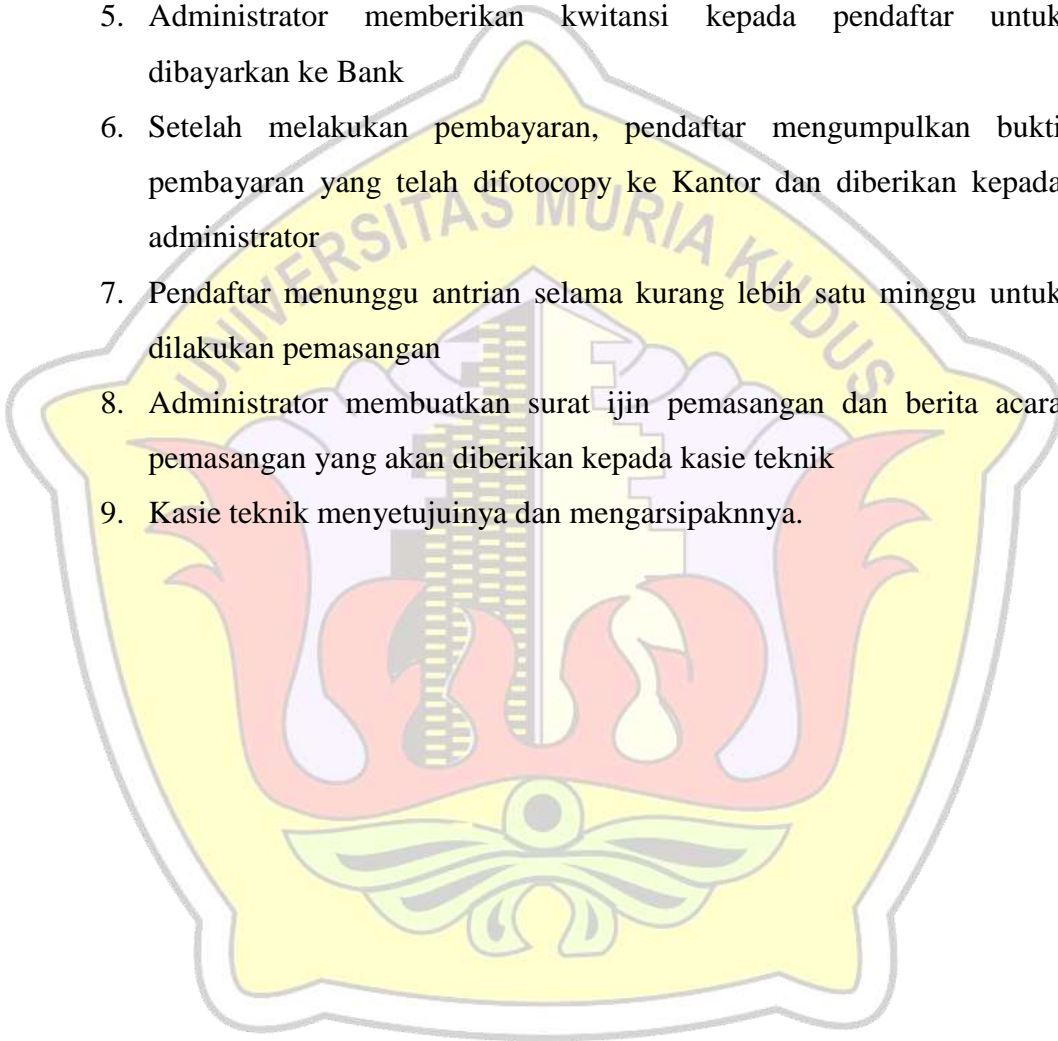 5. Administrator memberikan kwitansi kepada pendaftar untuk
dibayarkan ke Bank
6. Setelah melakukan pembayaran, pendaftar mengumpulkan bukti
pembayaran yang telah difotocopy ke Kantor dan diberikan kepada
administrator
UNIVERSITAS MURIA KUDUS
7. Pendaftar menunggu antrian selama kurang lebih satu minggu untuk
dilakukan pemasangan
8. Administrator membuatkan surat ijin pemasangan dan berita acara
pemasangan yang akan diberikan kepada kasie teknik
9. Kasie teknik menyetujuinya dan mengarsipaknnya.